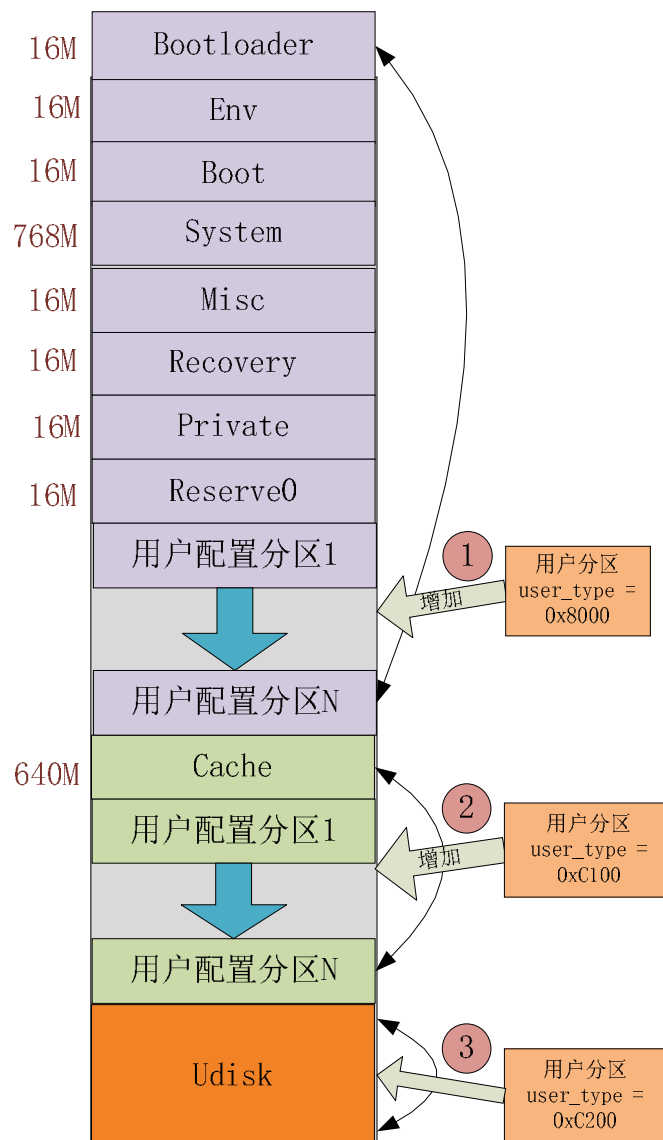 16M
Bootloader
16M
Env
16M
Boot
768M
System
16M
Misc
16M
Recovery
16M
Private
16M
Reserve0
用户配置分区1
1
增加
用户分区
user_type =
0x8000
用户配置分区N
640M
Cache
用户配置分区1
2
增加
用户分区
user_type =
0xC100
用户配置分区N
Udisk
3
用户分区
user_type =
0xC200